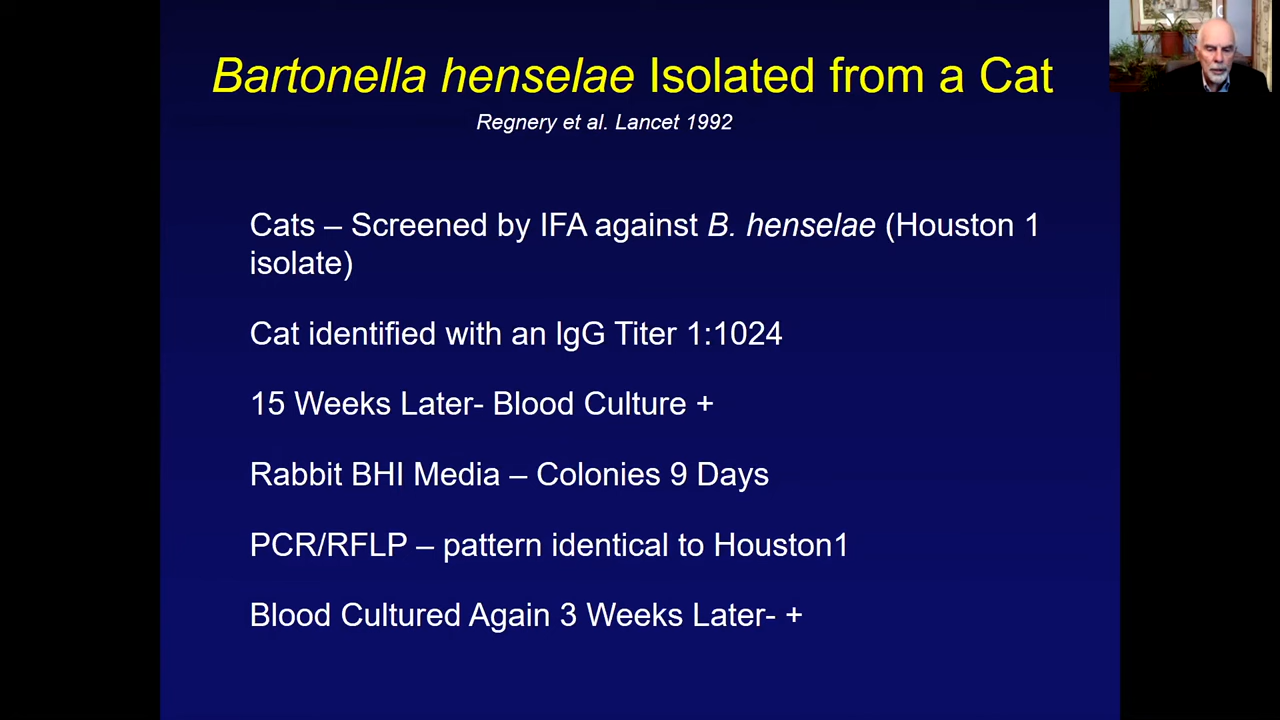 Bartonella henselae Isolated from a Cat
Regnery et al. Lancet 1992
Cats – Screened by IFA against B. henselae (Houston 1
isolate)
Cat identified with an IgG Titer 1:1024
15 Weeks Later- Blood Culture +
Rabbit BHI Media – Colonies 9 Days
PCR/RFLP – pattern identical to Houston1
Blood Cultured Again 3 Weeks Later- +